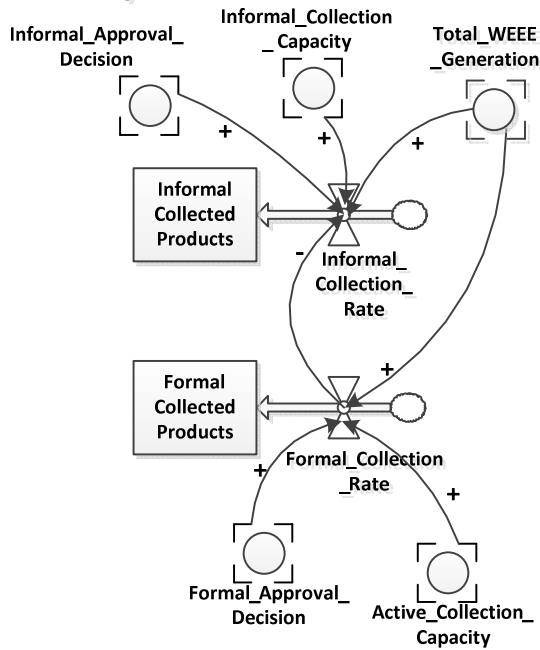 Informal_Approval_
Decision
Informal_Collection
_Capacity
Total_WEEE
_Generation
+
+
+
Informal
Collected
Products
-
Informal_
Collection_
Rate
+
Formal
Collected
Products
Formal_Collection
_Rate
+
+
Formal_Approval_
Decision
Active_Collection_
Capacity